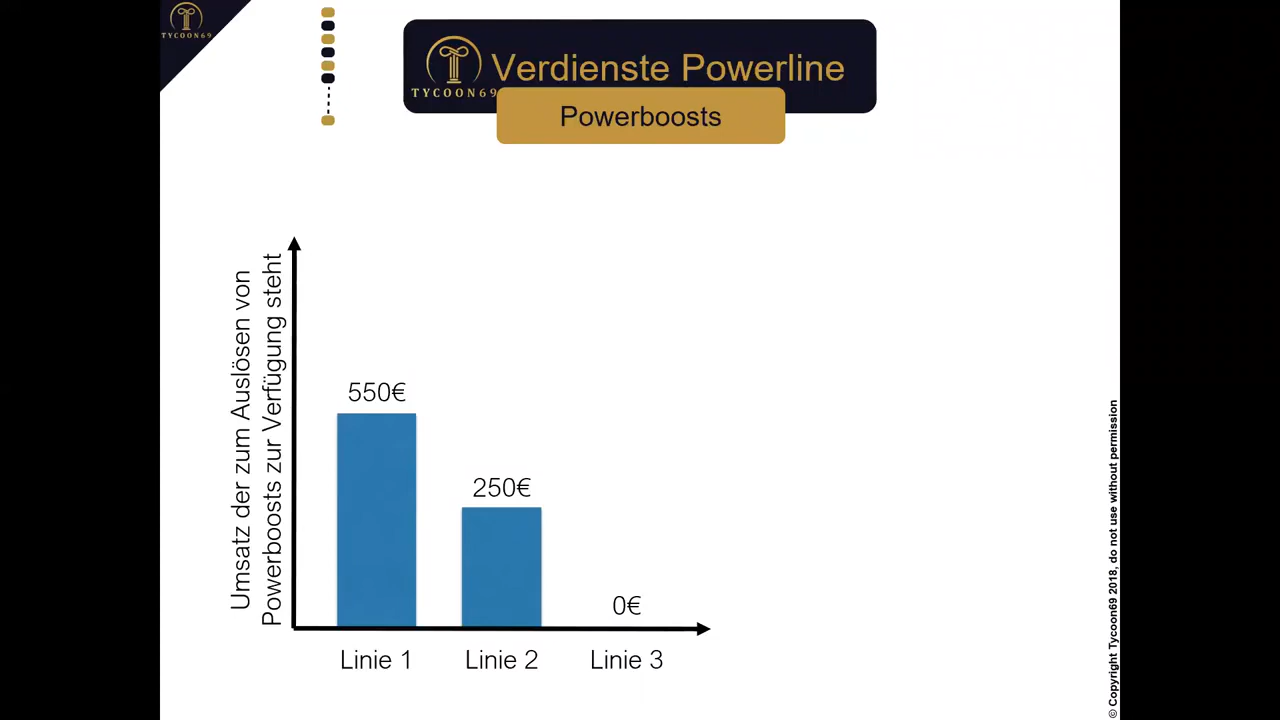 TYCOON69
Verdienste Powerline
TYCOON69
Powerboosts
Umsatz der zum Auslösen von
Powerboosts zur Verfügung steht
550€
250€
0€
Linie 1
Linie 2
Linie 3
© Copyright Tycoon69 2018, do not use without permission